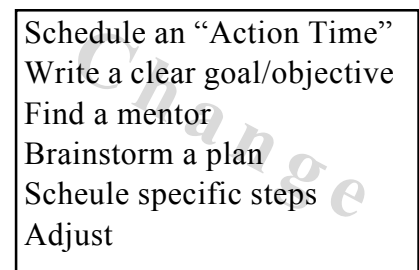 Schedule an “Action Time”
Write a clear goal/objective
Find a mentor
Brainstorm a plan
Scheule specific steps
Adjust
Change